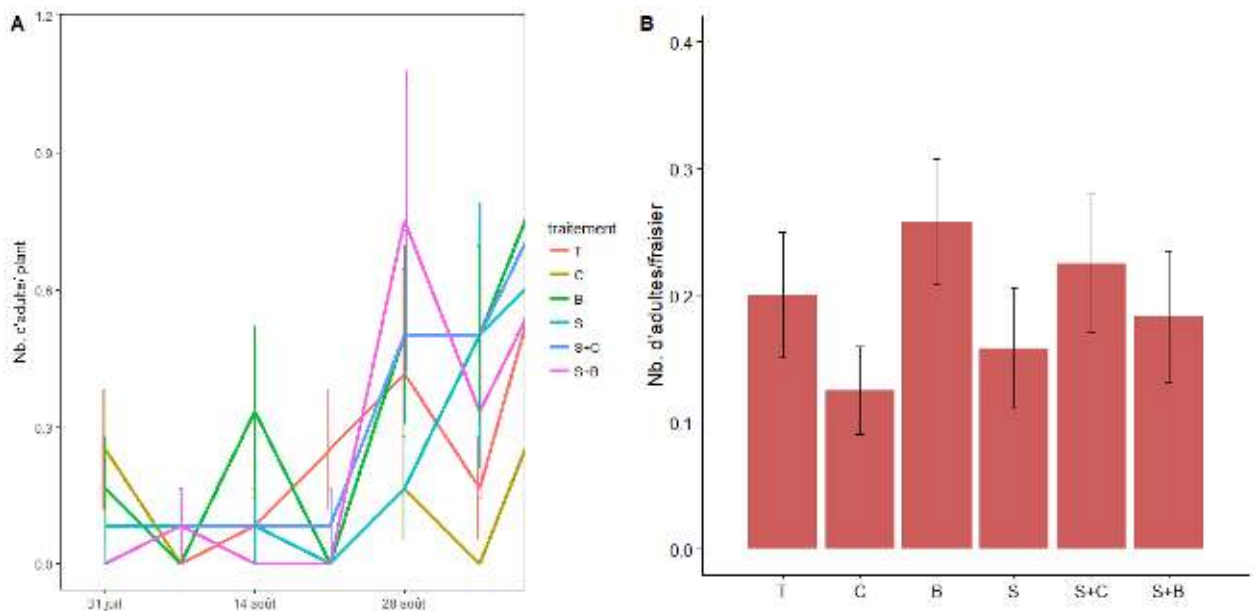 A
1.2
0.9
0.6
0.3
0.0
Nb. d'adulte/ plant
31 juil
14 août
28 août
traitement
T
C
B
S
S+C
S+B
B
0.4
0.3
0.2
0.1
0.0
Nb. d'adultes/fraisier
T
C
B
S
S+C
S+B